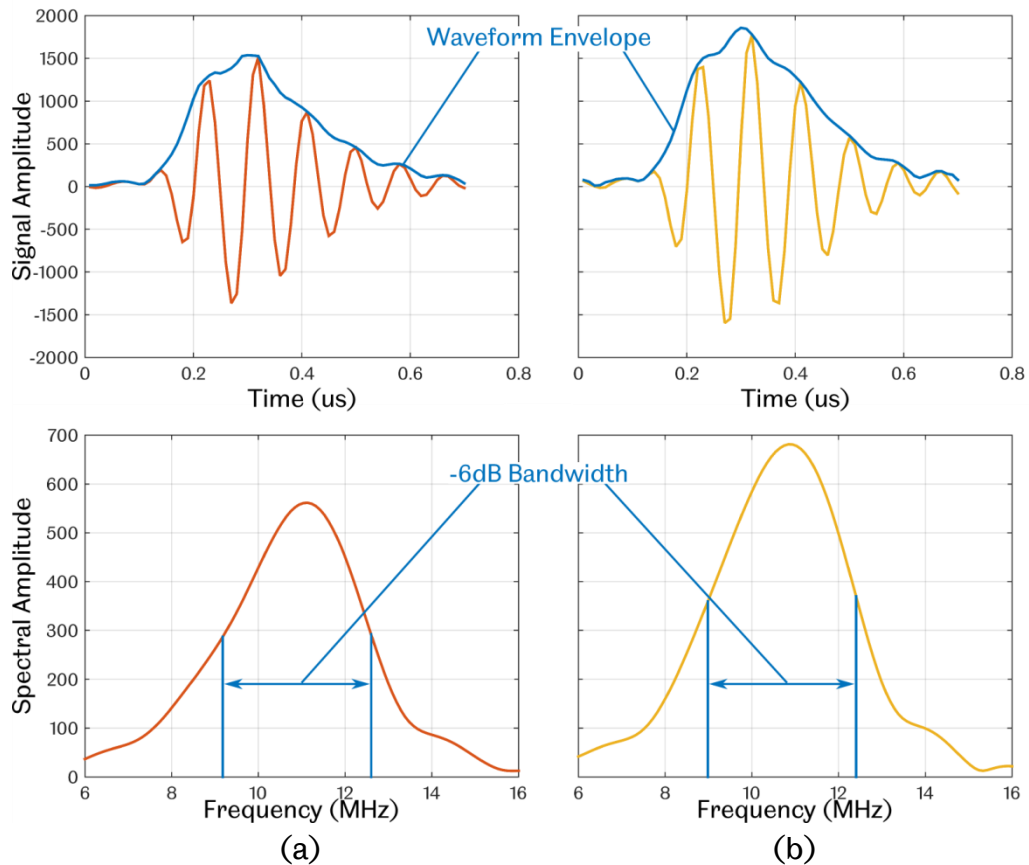 2000
1500
1000
500
0
-500
-1000
-1500
-2000
Signal Amplitude
Waveform Envelope
0 0.2 0.4 0.6 0.8
Time (us)
0 0.2 0.4 0.6 0.8
Time (us)
700
600
500
400
300
200
100
0
Spectral Amplitude
-6dB Bandwidth
6 8 10 12 14 16
Frequency (MHz)
6 8 10 12 14 16
Frequency (MHz)
(a)
(b)